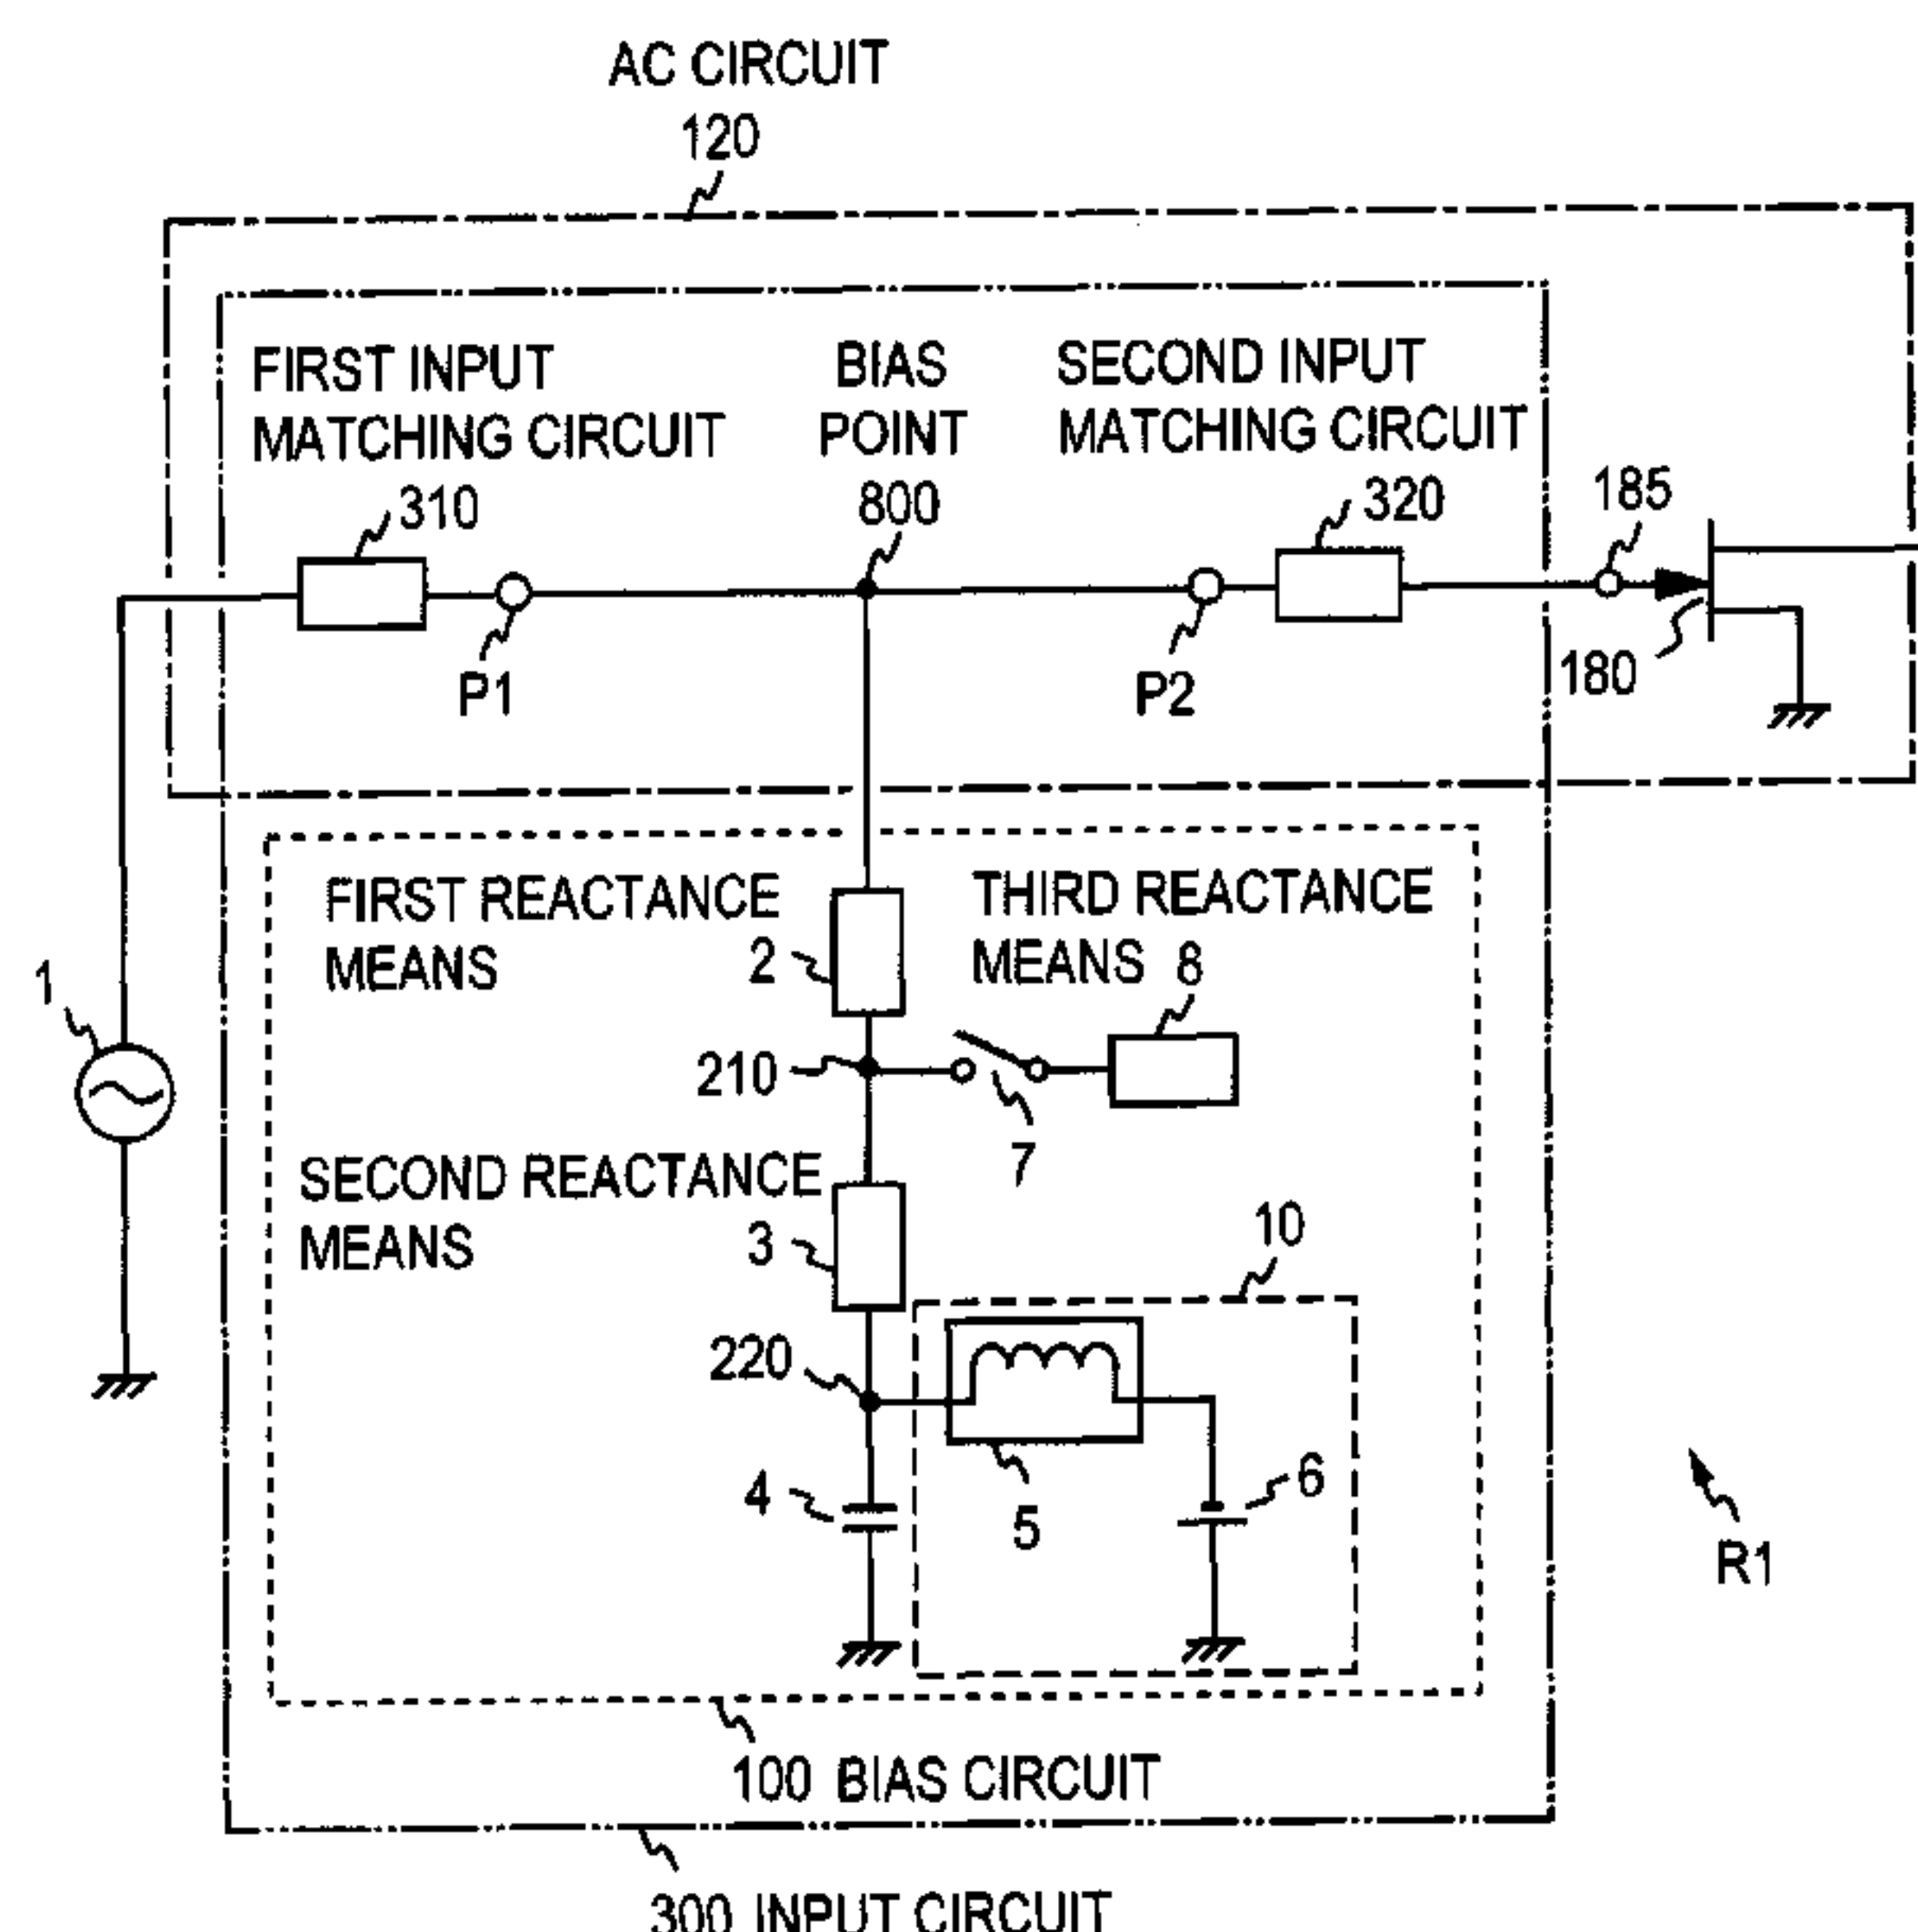 AC CIRCUIT
120
FIRST INPUT
MATCHING CIRCUIT
310
BIAS
POINT
800
SECOND INPUT
MATCHING CIRCUIT
320
185
P1
P2
180
FIRST REACTANCE
MEANS
2
THIRD REACTANCE
MEANS 8
1
210
7
SECOND REACTANCE
MEANS
3
10
220
4
5
6
R1
100 BIAS CIRCUIT
300 INPUT CIRCUIT